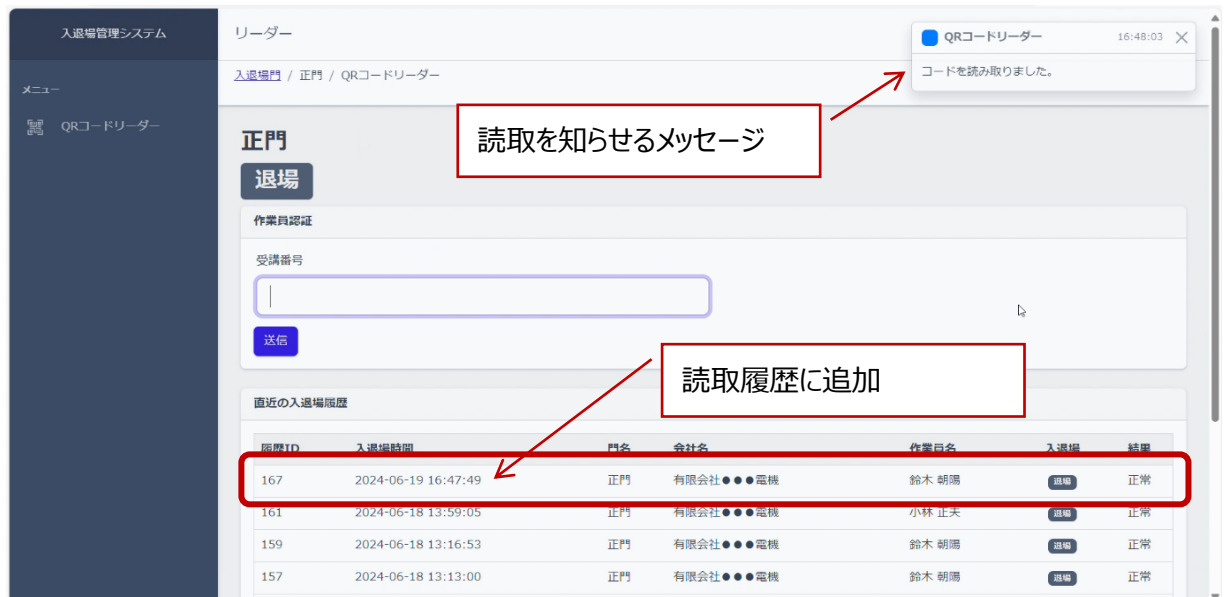 入退場管理システム
メニュー
QRコードリーダー
リーダー
入退場門 / 正門 / QRコードリーダー
QRコードリーダー 16:48:03
コードを読み取りました。
読取を知らせるメッセージ
正門
退場
作業員認証
受講番号
送信
読取履歴に追加
直近の入退場履歴
履歴ID 入退場時間 門名 会社名 作業員名 入退場 結果
167 2024-06-19 16:47:49 正門 有限会社●●●電機 鈴木 朝陽 退場 正常
161 2024-06-18 13:59:05 正門 有限会社●●●電機 小林 正夫 退場 正常
159 2024-06-18 13:16:53 正門 有限会社●●●電機 鈴木 朝陽 退場 正常
157 2024-06-18 13:13:00 正門 有限会社●●●電機 鈴木 朝陽 退場 正常